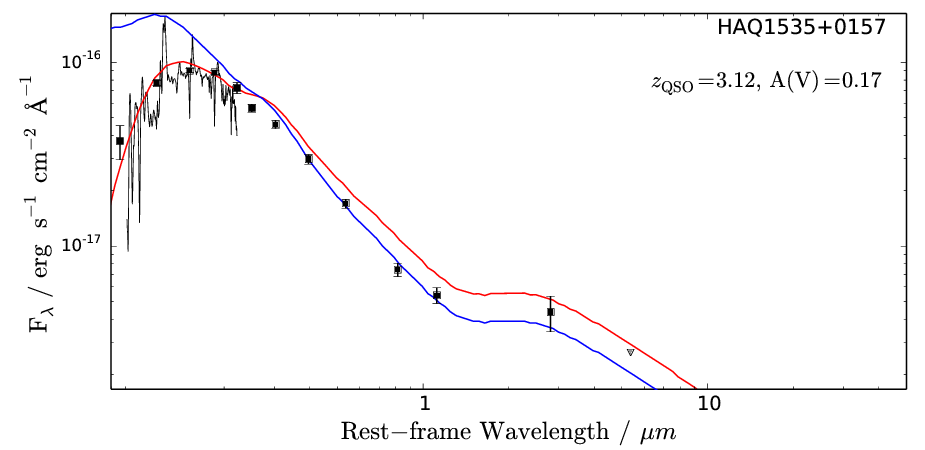 HAQ1535+0157
z_QSO=3.12, A(V)=0.17
10^−16
10^−17
F_λ / erg s^−1 cm^−2 Å^−1
1 10
Rest−frame Wavelength / μm